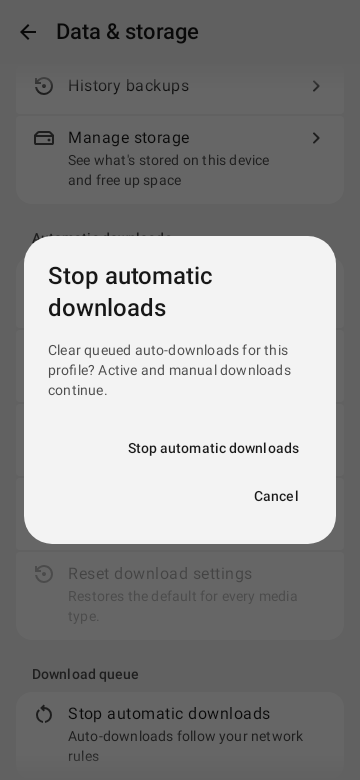 Data & storage
History backups
Manage storage
See what's stored on this device
and free up space
Stop automatic
downloads
Clear queued auto-downloads for this
profile? Active and manual downloads
continue.
Stop automatic downloads
Cancel
Reset download settings
Restores the default for every media
type.
Download queue
Stop automatic downloads
Auto-downloads follow your network
rules